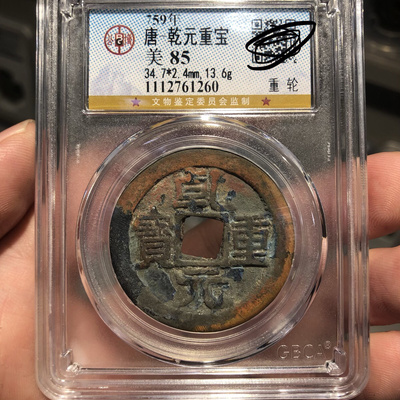 759年
唐·乾元重宝
美 85
34.7*2.4mm,13.6g
1112761260
重轮
文物鉴定委员会监制
乾元重寳
GBCA